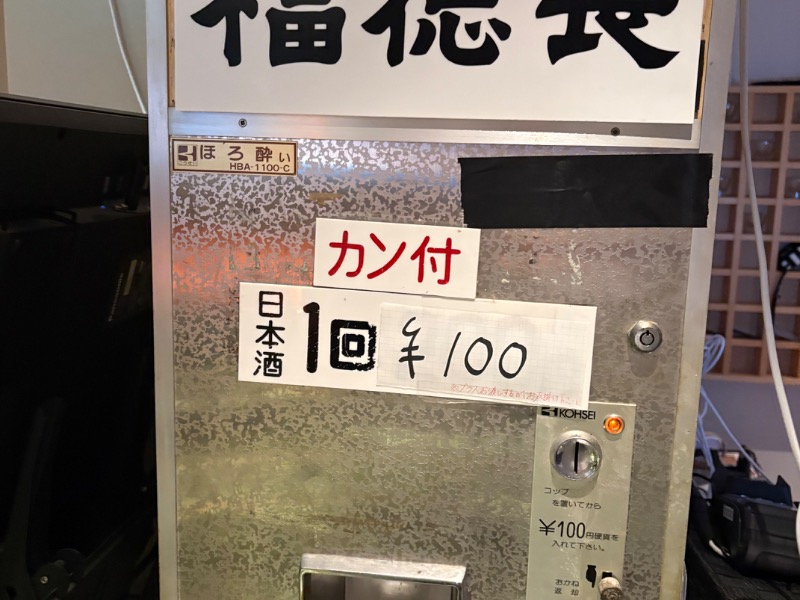 福徳長
ほろ酔い
HBA-1100-C
カン付
日本酒
1回
¥100
KOHSEI
コップ
を置いてから
¥100円硬貨を
入れて下さい。
おかね
返却